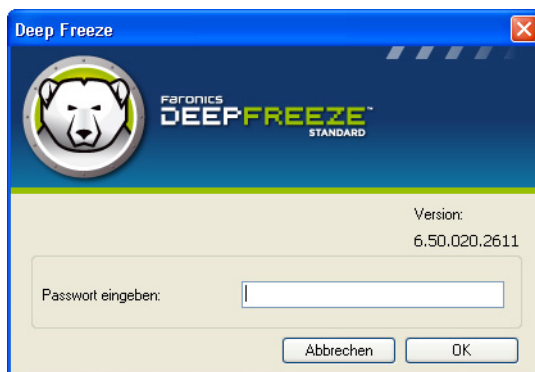 Deep Freeze
Faronics
DEEPFREEZE™
STANDARD
Version:
6.50.020.2611
Passwort eingeben:
Abbrechen
OK